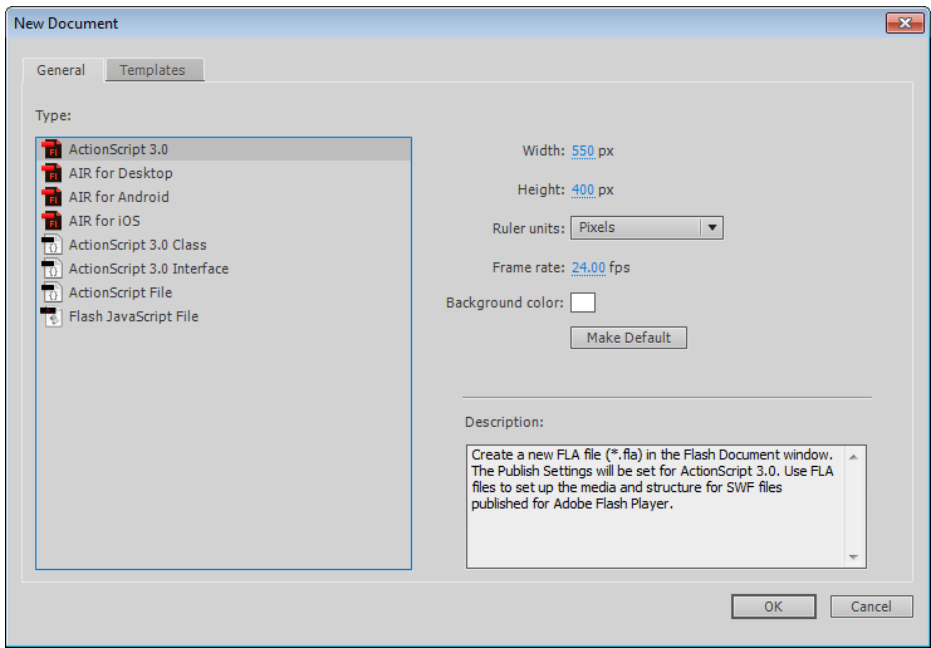 New Document
General
Templates
Type:
ActionScript 3.0
AIR for Desktop
AIR for Android
AIR for iOS
ActionScript 3.0 Class
ActionScript 3.0 Interface
ActionScript File
Flash JavaScript File
Width: 550 px
Height: 400 px
Ruler units: Pixels
Frame rate: 24.00 fps
Background color:
Make Default
Description:
Create a new FLA file (*.fla) in the Flash Document window.
The Publish Settings will be set for ActionScript 3.0. Use FLA
files to set up the media and structure for SWF files
published for Adobe Flash Player.
OK
Cancel